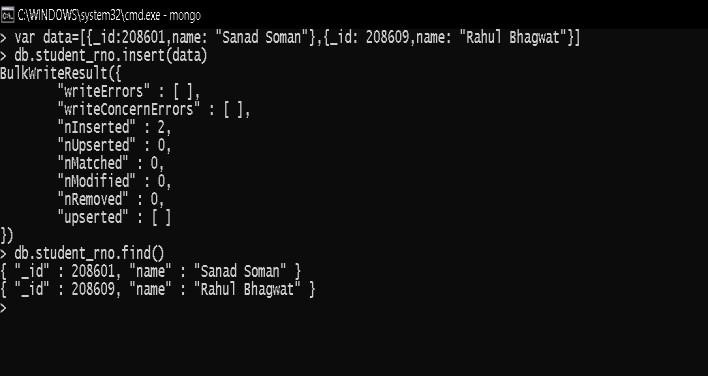 C:\WINDOWS\system32\cmd.exe - mongo
> var data=[{_id:208601,name: "Sanad Soman"},{_id: 208609,name: "Rahul Bhagwat"}]
> db.student_rno.insert(data)
BulkWriteResult({
        "writeErrors" : [ ],
        "writeConcernErrors" : [ ],
        "nInserted" : 2,
        "nUpserted" : 0,
        "nMatched" : 0,
        "nModified" : 0,
        "nRemoved" : 0,
        "upserted" : [ ]
})
> db.student_rno.find()
{ "_id" : 208601, "name" : "Sanad Soman" }
{ "_id" : 208609, "name" : "Rahul Bhagwat" }
>